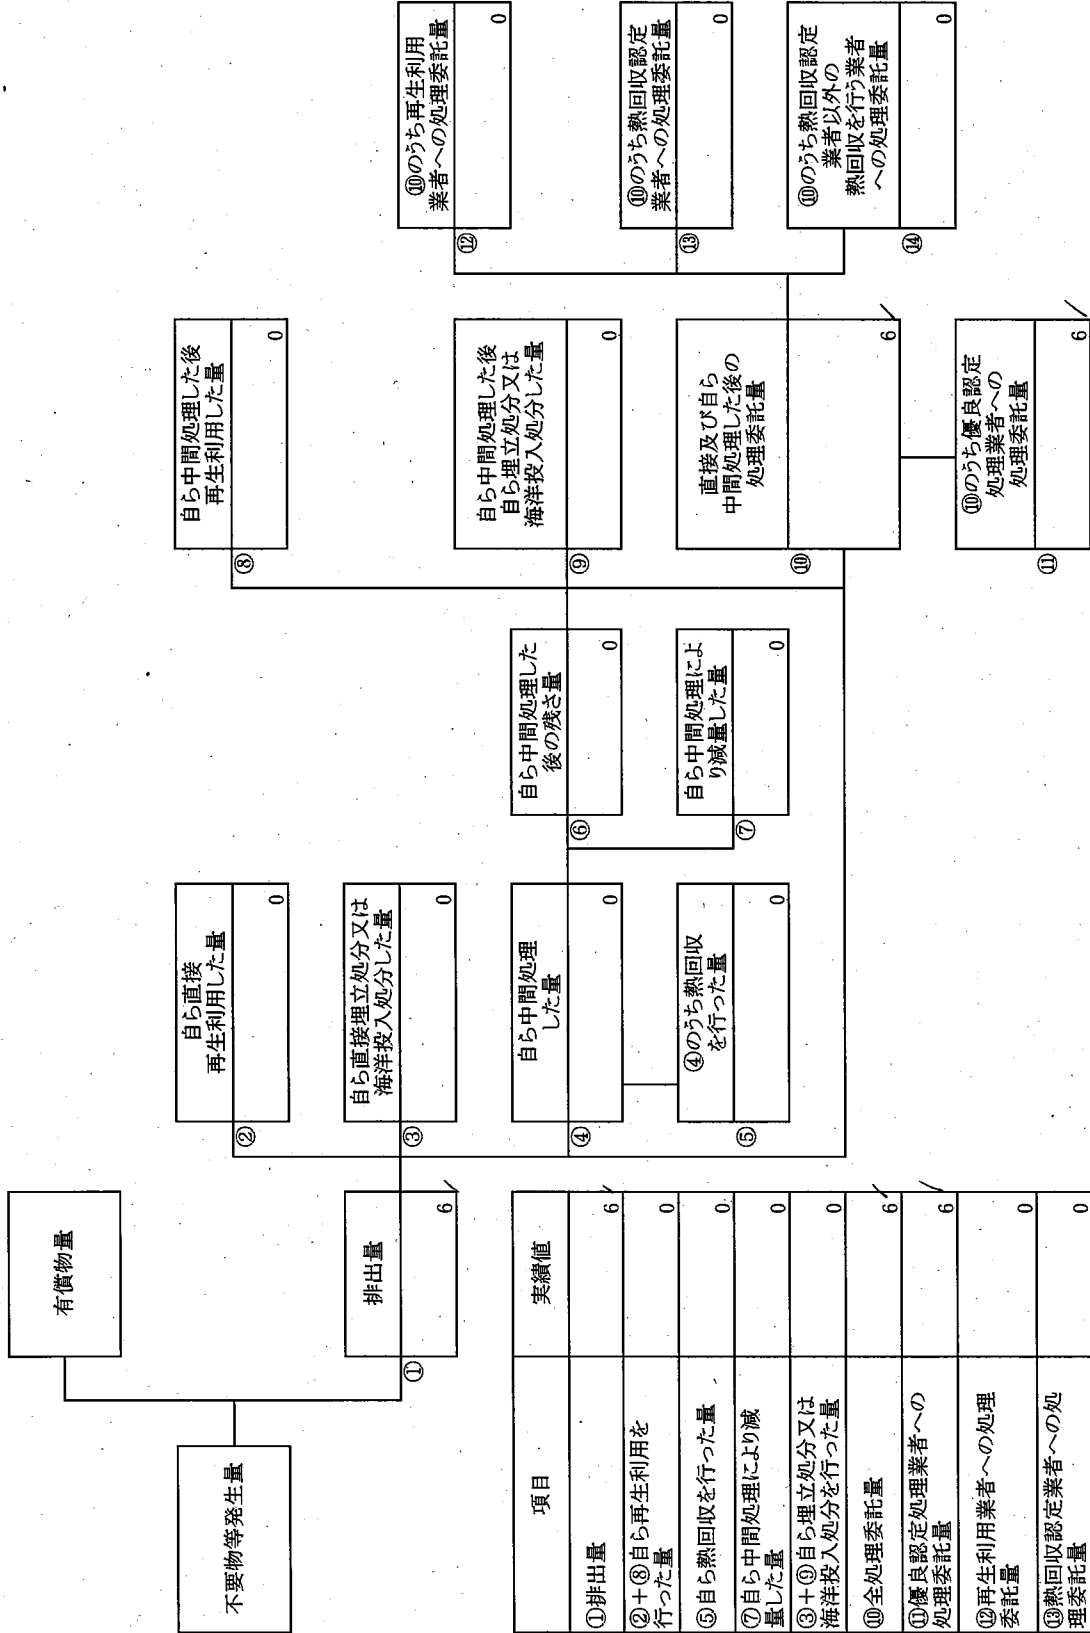 不要物等発生量
有償物量
①
排出量
6
②
自ら直接
再生利用した量
0
③
自ら直接埋立処分又は
海洋投入処分した量
0
④
自ら中間処理
した量
0
⑤
④のうち熱回収
を行った量
0
⑥
自ら中間処理した
後の残さ量
0
⑦
自ら中間処理によ
り減量した量
0
⑧
自ら中間処理した後
再生利用した量
0
⑨
自ら中間処理した後
自ら埋立処分又は
海洋投入処分した量
0
⑩
直接及び自ら
中間処理した後の
処理委託量
6
⑪
⑩のうち優良認定
処理業者への
処理委託量
6
⑫
⑩のうち再生利用
業者への処理委託量
0
⑬
⑩のうち熱回収認定
業者への処理委託量
0
⑭
⑩のうち熱回収認定
業者以外の
熱回収を行う業者
への処理委託量
0
項目 実績値
①排出量 6
②+⑧自ら再生利用を
行った量 0
⑤自ら熱回収を行った量 0
⑦自ら中間処理により減
量した量 0
③+⑨自ら埋立処分又は
海洋投入処分を行った量 0
⑩全処理委託量 6
⑪優良認定処理業者への
処理委託量 6
⑫再生利用業者への処理
委託量 0
⑬熱回収認定業者への処
理委託量 0